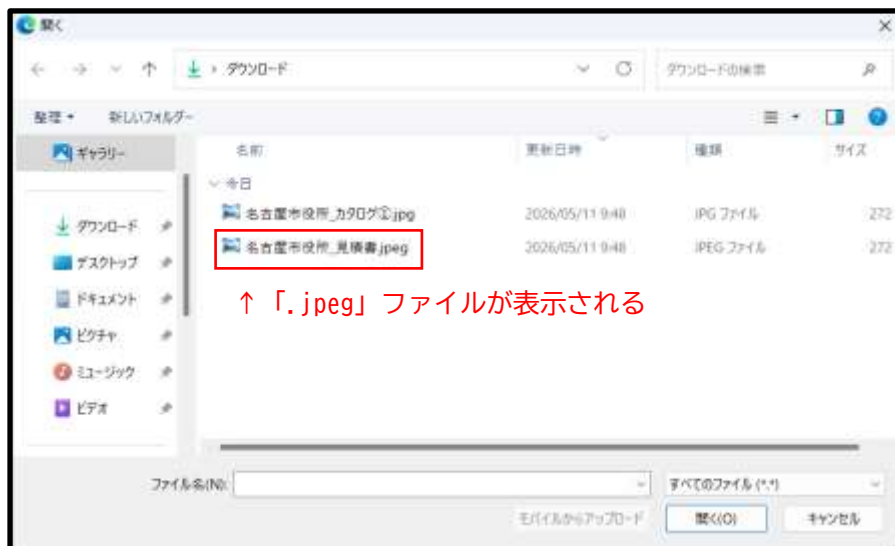 開く
ダウンロード
ダウンロードの検索
整理
新しいフォルダー
ギャラリー
名前
更新日時
種類
サイズ
今日
名古屋市役所_カタログ①.jpg
2026/05/11 9:48
JPG ファイル
272
名古屋市役所_見積書.jpeg
2026/05/11 9:48
JPEG ファイル
272
↑「.jpeg」ファイルが表示される
ダウンロード
デスクトップ
ドキュメント
ピクチャ
ミュージック
ビデオ
ファイル名(N):
すべてのファイル (*.*)
モバイルからアップロード
開く(O)
キャンセル